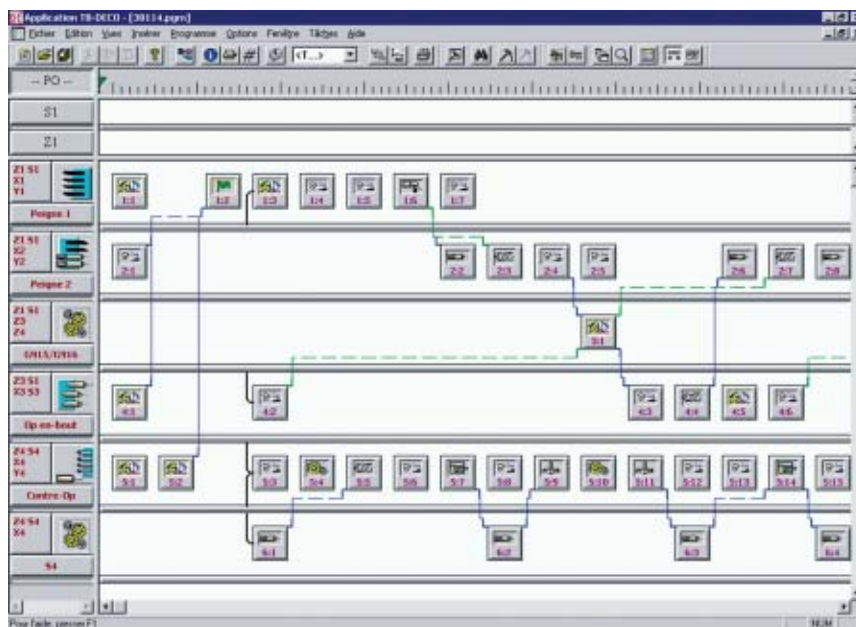 Application TB-DECO - [30114.pgm]
Fichier Edition Vues Insérer Programme Options Fenêtre Tâches Aide
<T...>
-- PO --
S1
Z1
Z1 S1
X1
Y1
Peigne 1
1:1 1:2 1:3 1:4 1:5 1:6 1:7
Z1 S1
X2
Y2
Peigne 2
2:1 2:2 2:3 2:4 2:5 2:6 2:7 2:8
Z1 S1
Z3
Z4
3:1
Z3 S1
X3 S3
Op en-bout
4:1 4:2 4:3 4:4 4:5 4:6
Z4 S4
X4
Y4
Contre-Op
5:1 5:2 5:3 5:4 5:5 5:6 5:7 5:8 5:9 5:10 5:11 5:12 5:13 5:14 5:15
Z4 S4
X4
S4
6:1 6:2 6:3 6:4
Pour l'aide, presser F1
NUM